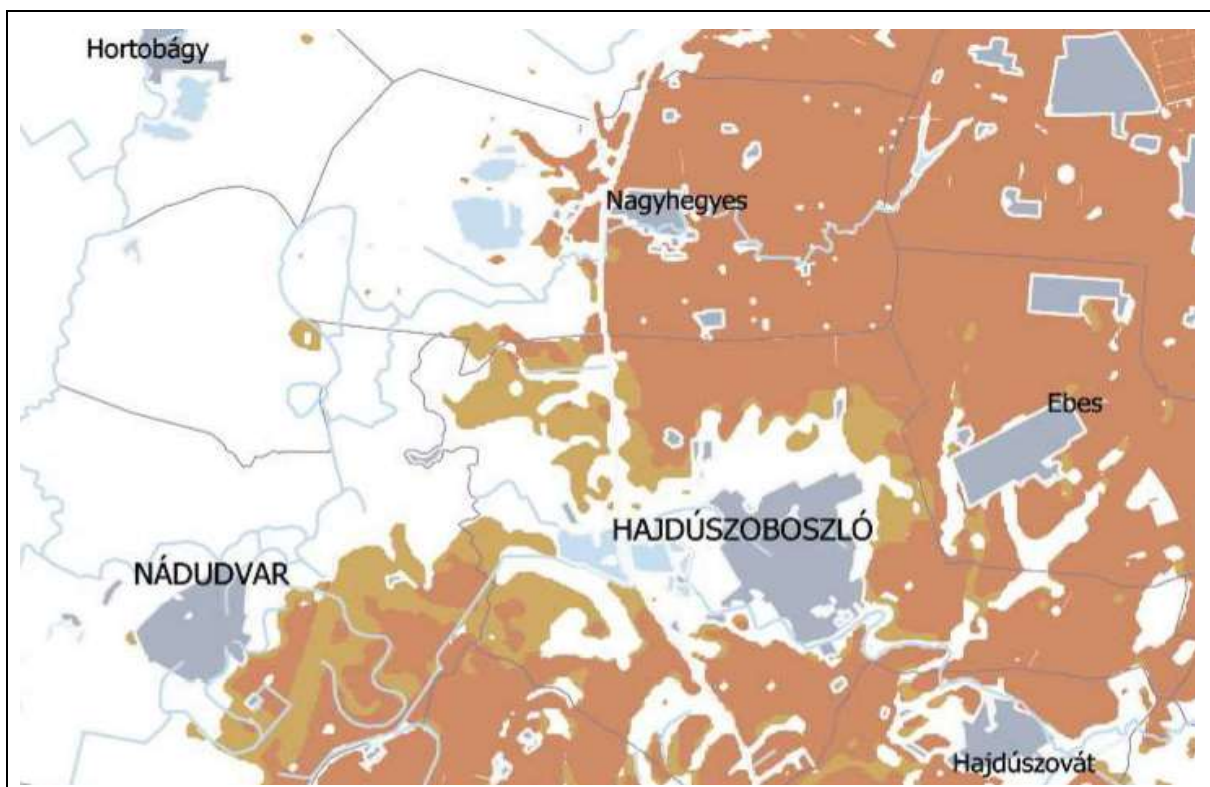 Hortobágy
Nagyhegyes
Ebes
HAJDÚSZOBOSZLÓ
NÁDUDVAR
Hajdúszovát